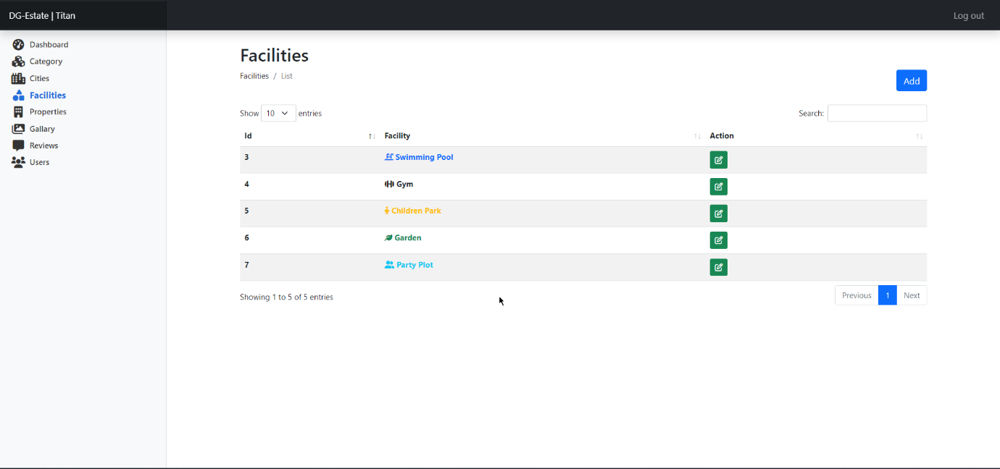 DG-Estate | Titan
Log out
Dashboard
Category
Cities
Facilities
Properties
Gallary
Reviews
Users
Facilities
Facilities / List
Add
Show 10 entries
Search:
Id Facility Action
3 Swimming Pool
4 Gym
5 Children Park
6 Garden
7 Party Plot
Showing 1 to 5 of 5 entries
Previous 1 Next